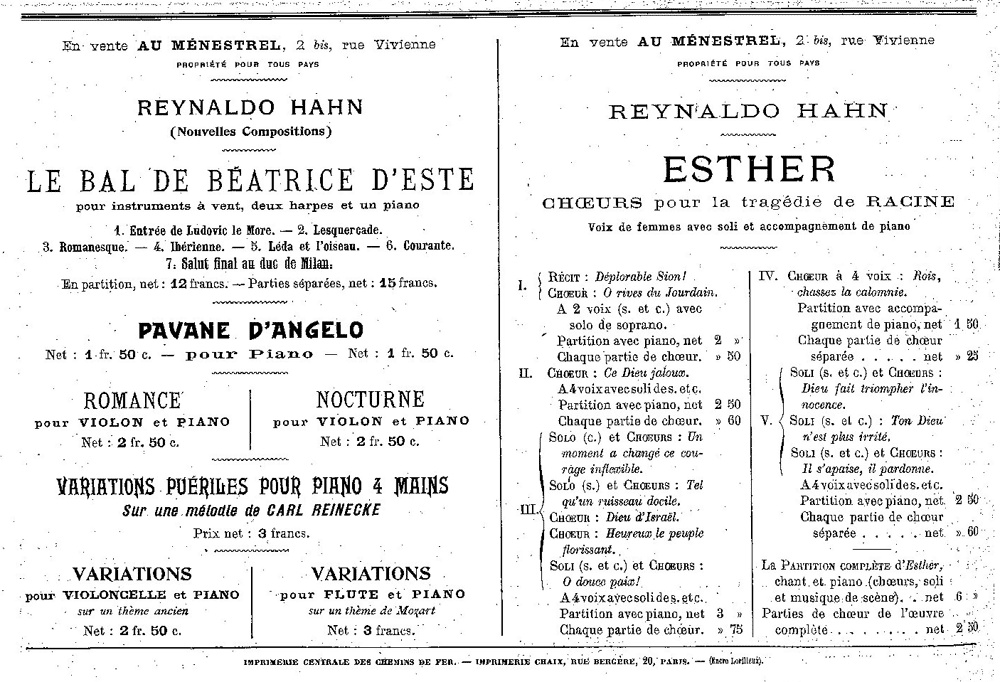 En vente AU MÉNESTREL, 2 bis, rue Vivienne
PROPRIÉTÉ POUR TOUS PAYS
REYNALDO HAHN
(Nouvelles Compositions)
LE BAL DE BÉATRICE D'ESTE
pour instruments à vent, deux harpes et un piano
1. Entrée de Ludovic le More. — 2. Lesquercade.
3. Romanesque. — 4. Ibérienne. — 5. Léda et l'oiseau. — 6. Courante.
7. Salut final au duc de Milan.
En partition, net : 12 francs. — Parties séparées, net : 15 francs.
PAVANE D'ANGELO
Net : 1 fr. 50 c. — pour Piano — Net : 1 fr. 50 c.
ROMANCE
pour VIOLON et PIANO
Net : 2 fr. 50 c.
NOCTURNE
pour VIOLON et PIANO
Net : 2 fr. 50 c.
VARIATIONS PUÉRILES POUR PIANO 4 MAINS
Sur une mélodie de CARL REINECKE
Prix net : 3 francs.
VARIATIONS
pour VIOLONCELLE et PIANO
sur un thème ancien
Net : 2 fr. 50 c.
VARIATIONS
pour FLUTE et PIANO
sur un thème de Mozart
Net : 3 francs.
En vente AU MÉNESTREL, 2 bis, rue Vivienne
PROPRIÉTÉ POUR TOUS PAYS
REYNALDO HAHN
ESTHER
CHŒURS pour la tragédie de RACINE
Voix de femmes avec soli et accompagnement de piano
I. RÉCIT : Déplorable Sion!
CHŒUR : O rives du Jourdain.
A 2 voix (s. et c.) avec
solo de soprano.
Partition avec piano, net 2 »
Chaque partie de chœur. » 50
II. CHŒUR : Ce Dieu jaloux.
A 4 voix avec soli de s. et c.
Partition avec piano, net 2 50
Chaque partie de chœur. » 60
III. SOLO (c.) et CHŒURS : Un
moment a changé ce cou-
rage inflexible.
SOLO (s.) et CHŒURS : Tel
qu'un ruisseau docile.
CHŒUR : Dieu d'Israël.
CHŒUR : Heureux le peuple
florissant.
SOLI (s. et c.) et CHŒURS :
O douce paix!
A 4 voix avec soli de s. et c.
Partition avec piano, net 3 »
Chaque partie de chœur. » 75
IV. CHŒUR à 4 voix : Rois,
chassez la calomnie.
Partition avec accompa-
gnement de piano, net 1 50
Chaque partie de chœur
séparée . . . . . net » 25
V. SOLI (s. et c.) et CHŒURS :
Dieu fait triompher l'in-
nocence.
SOLI (s. et c.) : Ton Dieu
n'est plus irrité.
SOLI (s. et c.) et CHŒURS :
Il s'apaise, il pardonne.
A 4 voix avec soli de s. et c.
Partition avec piano, net. 2 50
Chaque partie de chœur
séparée . . . . . net » 60
La PARTITION COMPLÈTE d'Esther,
chant et piano (chœurs, soli
et musique de scène). . net 6 »
Parties de chœur de l'œuvre
complète . . . . . . . net 2 50
IMPRIMERIE CENTRALE DES CHEMINS DE FER. — IMPRIMERIE CHAIX, RUE BERGÈRE, 20, PARIS. — (Encre Lorilleux).